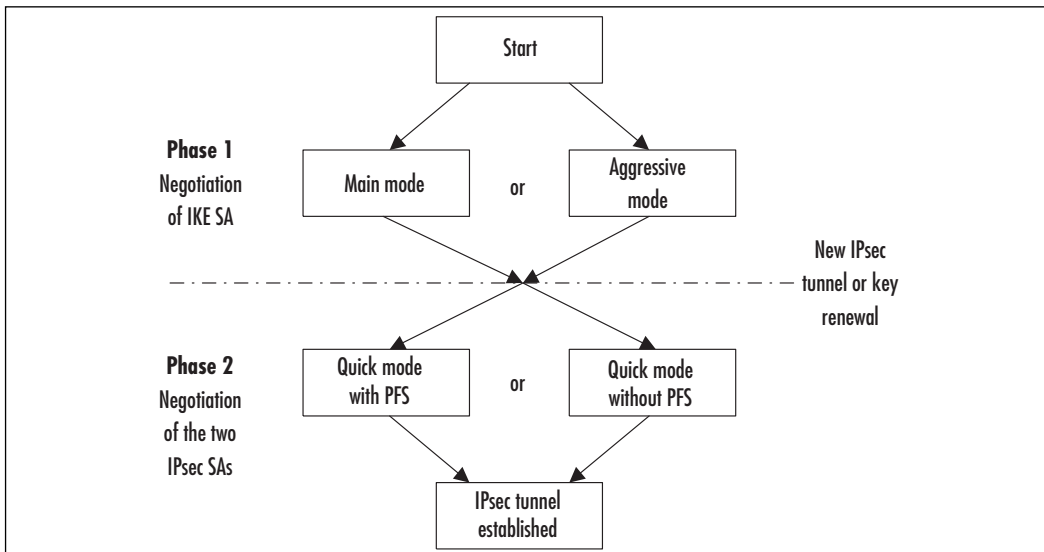 Start
Phase 1
Negotiation
of IKE SA
Main mode
or
Aggressive
mode
New IPsec
tunnel or key
renewal
Phase 2
Negotiation
of the two
IPsec SAs
Quick mode
with PFS
or
Quick mode
without PFS
IPsec tunnel
established